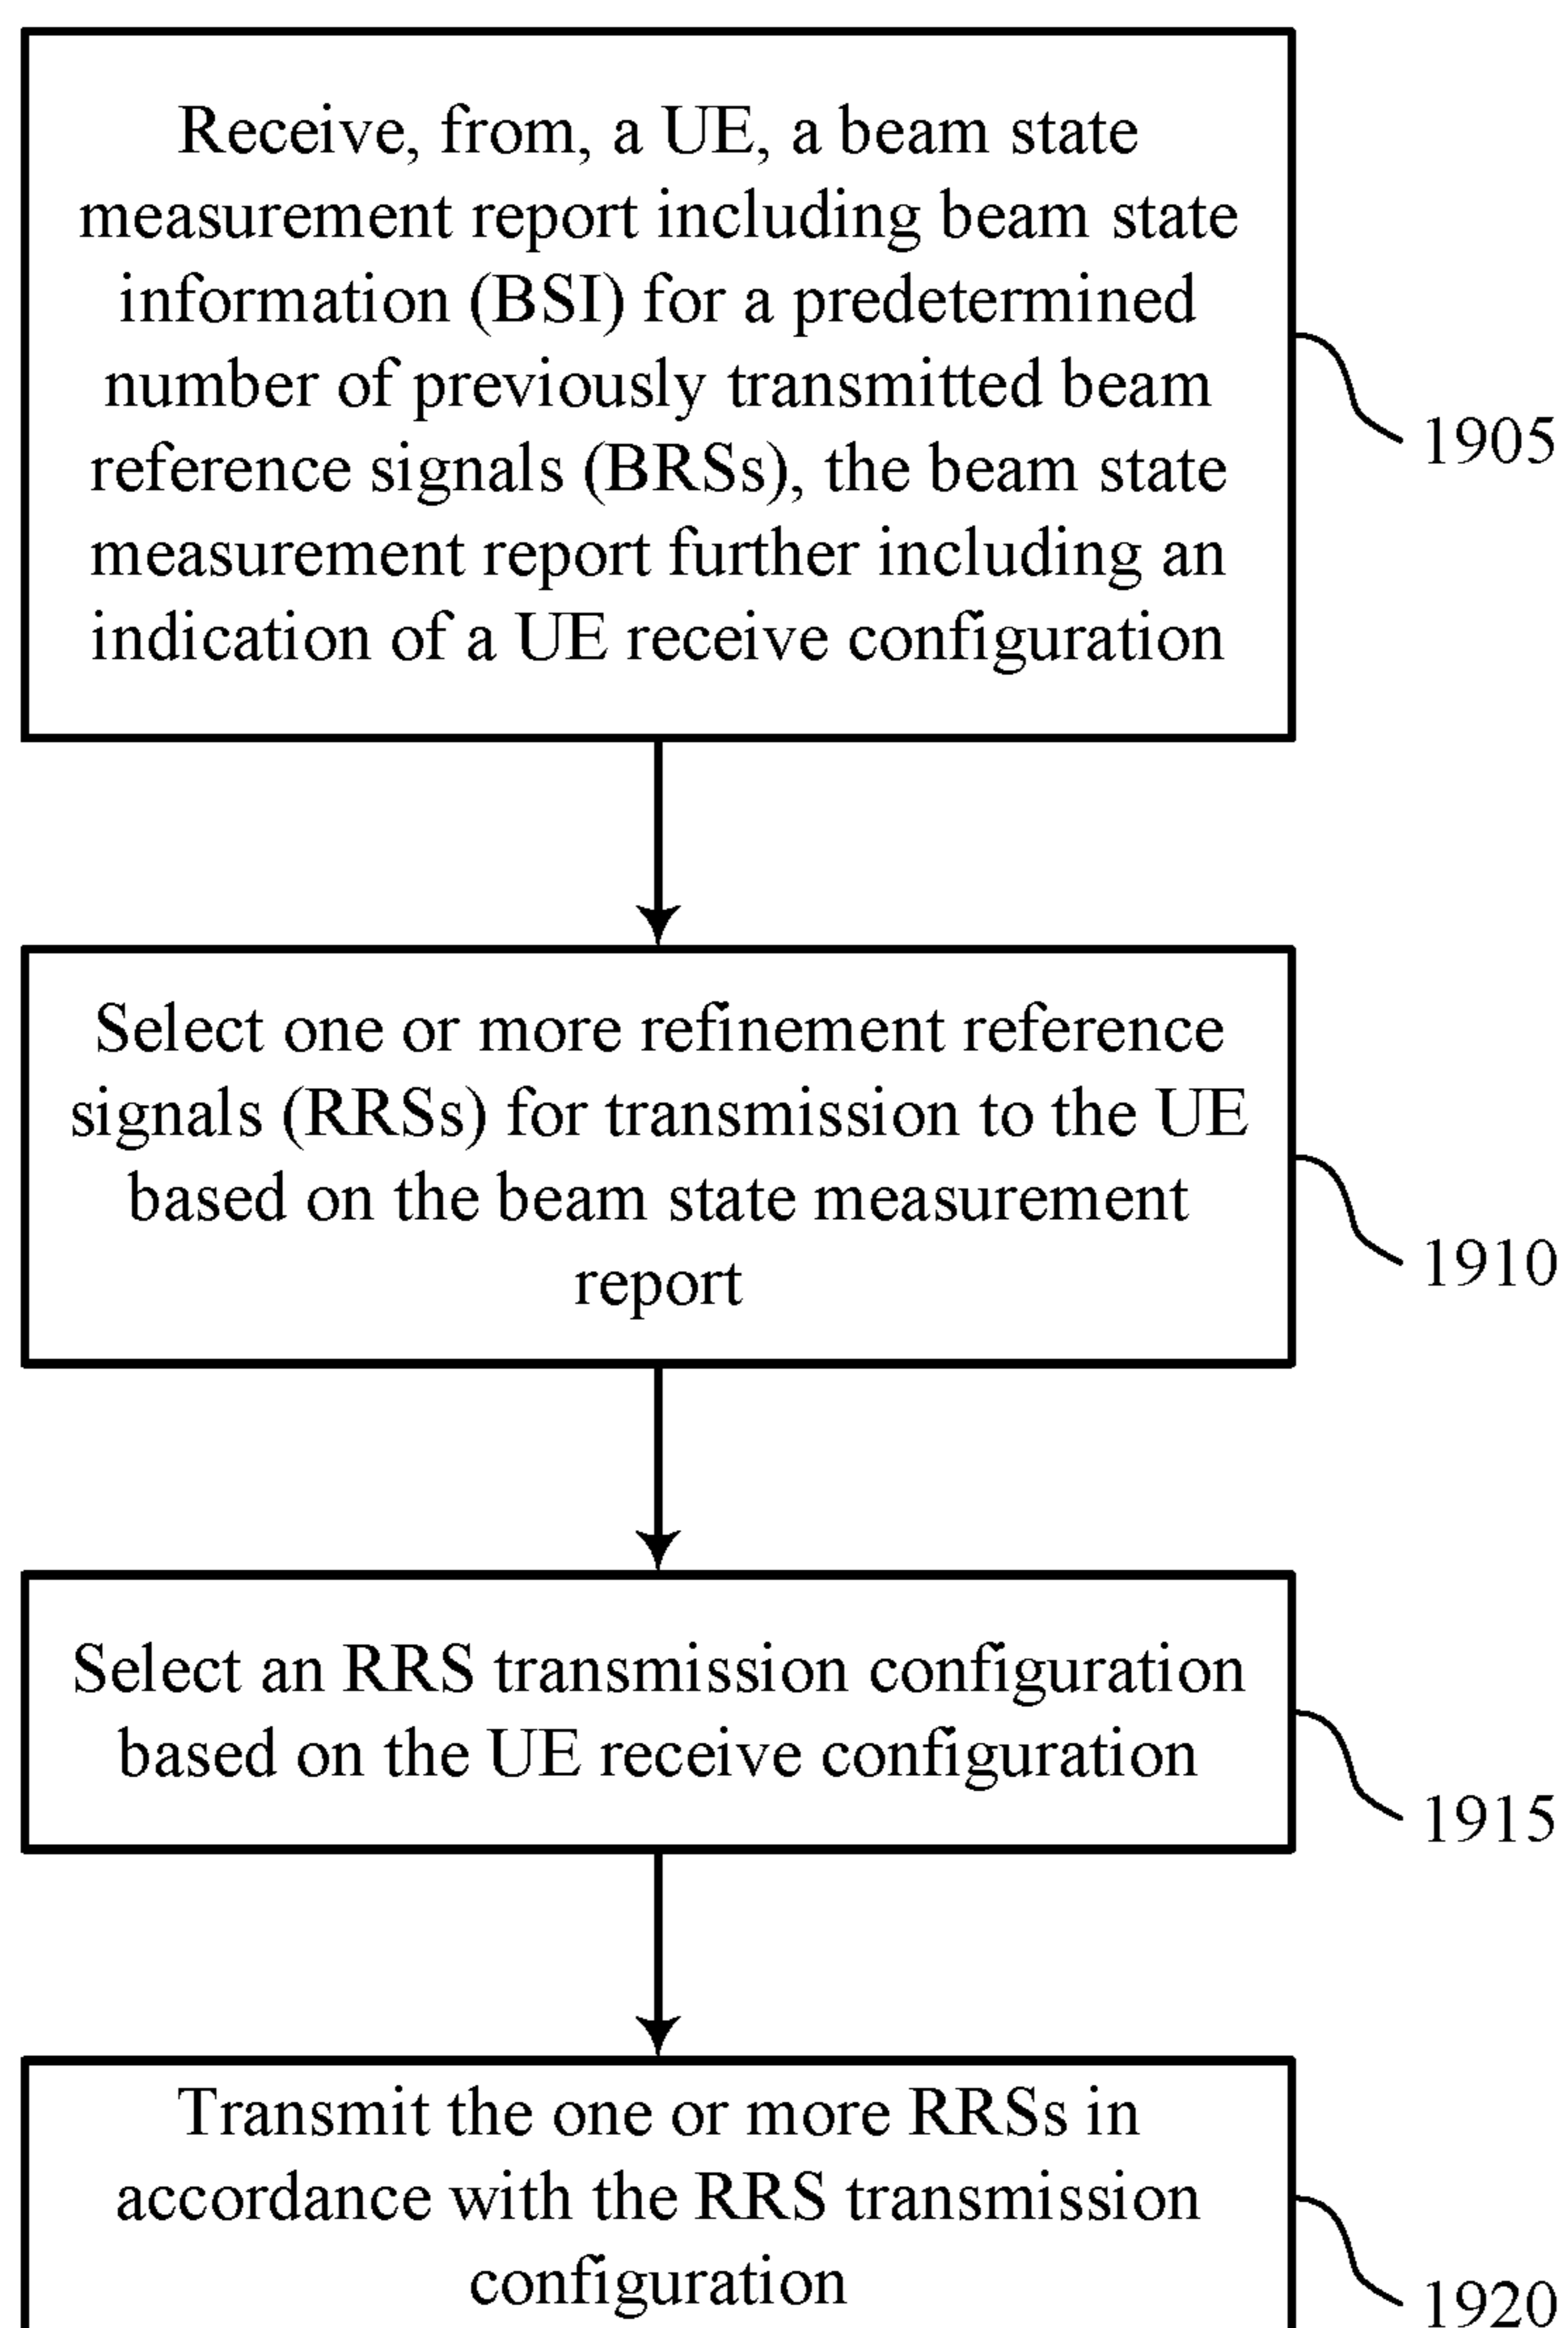 Receive, from, a UE, a beam state
measurement report including beam state
information (BSI) for a predetermined
number of previously transmitted beam
reference signals (BRSs), the beam state
measurement report further including an
indication of a UE receive configuration
1905
Select one or more refinement reference
signals (RRSs) for transmission to the UE
based on the beam state measurement
report
1910
Select an RRS transmission configuration
based on the UE receive configuration
1915
Transmit the one or more RRSs in
accordance with the RRS transmission
configuration
1920